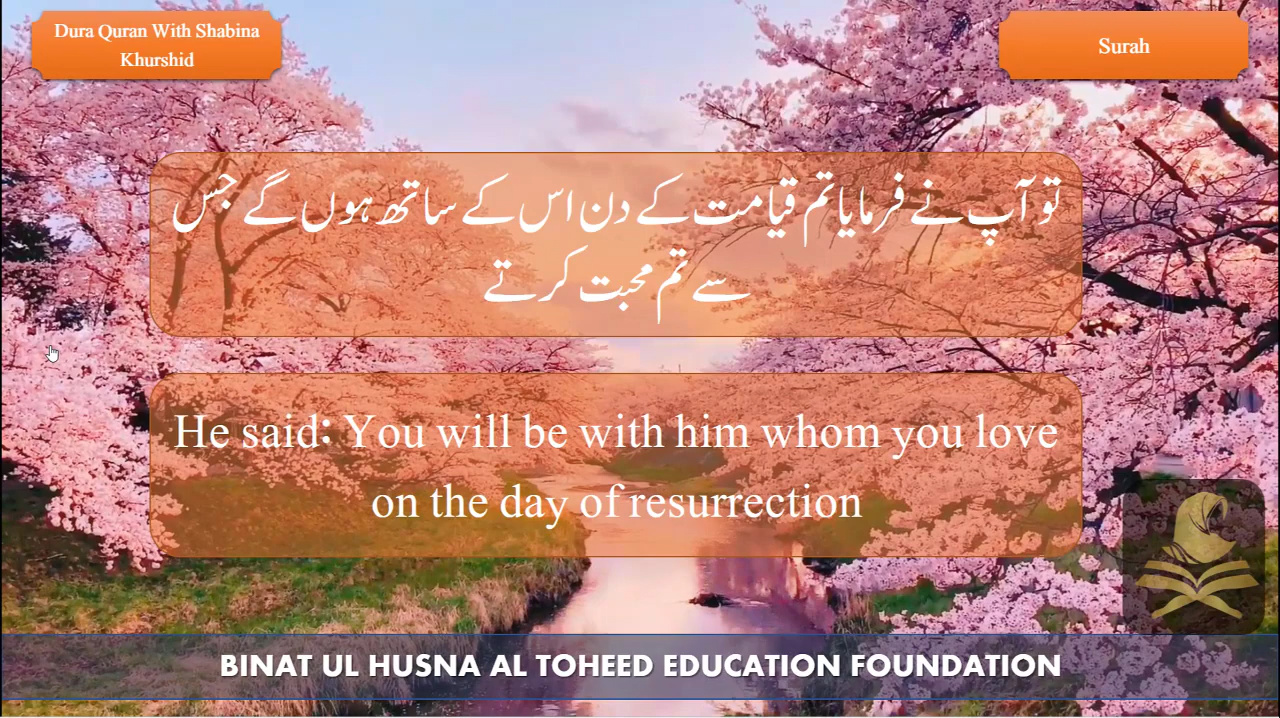 Dura Quran With Shabina
Khurshid
Surah
تو آپ نے فرمایا تم قیامت کے دن اس کے ساتھ ہوں گے جس
سے تم محبت کرتے
He said: You will be with him whom you love
on the day of resurrection
BINAT UL HUSNA AL TOHEED EDUCATION FOUNDATION